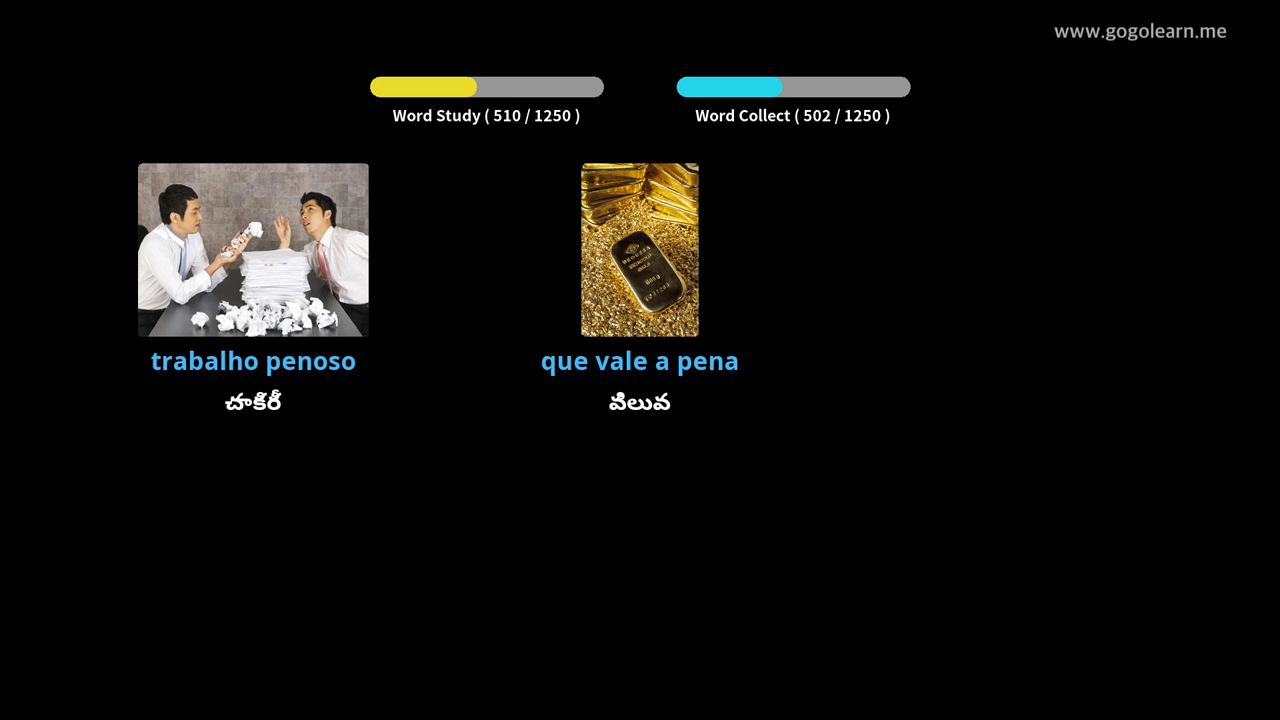 www.gogolearn.me
Word Study ( 510 / 1250 )
Word Collect ( 502 / 1250 )
trabalho penoso
que vale a pena
చాకిరీ
విలువ